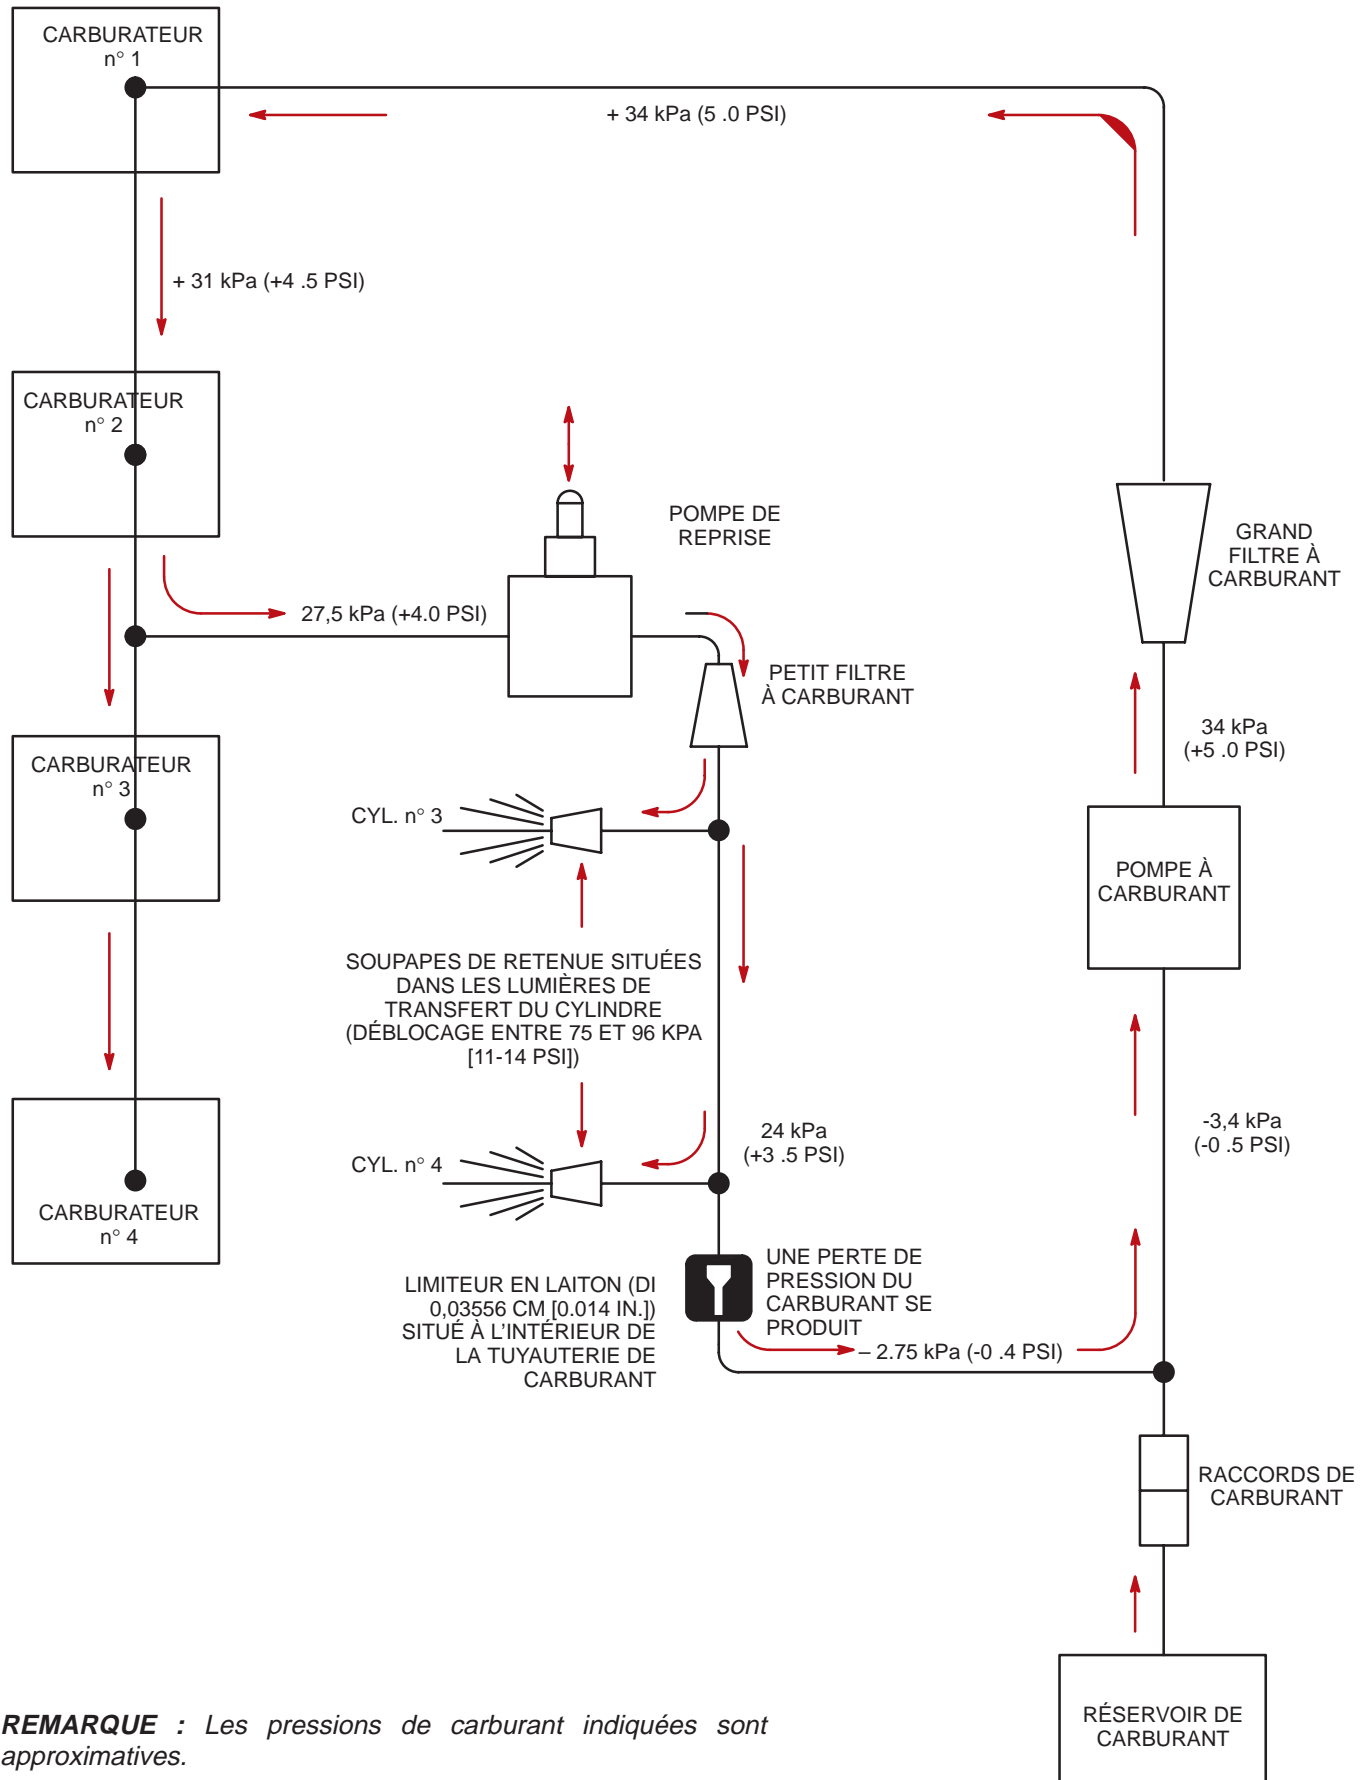 CARBURATEUR
n° 1
+ 34 kPa (5 .0 PSI)
+ 31 kPa (+4 .5 PSI)
CARBURATEUR
n° 2
POMPE DE
REPRISE
GRAND
FILTRE À
CARBURANT
27,5 kPa (+4.0 PSI)
PETIT FILTRE
À CARBURANT
34 kPa
(+5 .0 PSI)
CARBURATEUR
n° 3
CYL. n° 3
POMPE À
CARBURANT
SOUPAPES DE RETENUE SITUÉES
DANS LES LUMIÈRES DE
TRANSFERT DU CYLINDRE
(DÉBLOCAGE ENTRE 75 ET 96 KPA
[11-14 PSI])
24 kPa
(+3 .5 PSI)
-3,4 kPa
(-0 .5 PSI)
CYL. n° 4
CARBURATEUR
n° 4
LIMITEUR EN LAITON (DI
0,03556 CM [0.014 IN.])
SITUÉ À L'INTÉRIEUR DE
LA TUYAUTERIE DE
CARBURANT
UNE PERTE DE
PRESSION DU
CARBURANT SE
PRODUIT
– 2.75 kPa (-0 .4 PSI)
RACCORDS DE
CARBURANT
RÉSERVOIR DE
CARBURANT
REMARQUE : Les pressions de carburant indiquées sont
approximatives.